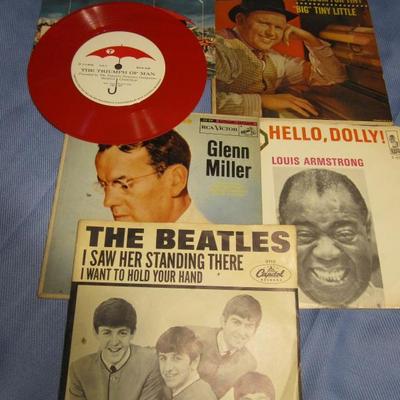 THE TRIUMPH OF MAN
"BIG" TINY LITTLE
RCA VICTOR
Glenn
Miller
HELLO, DOLLY!
LOUIS ARMSTRONG
THE BEATLES
I SAW HER STANDING THERE
I WANT TO HOLD YOUR HAND
Capitol